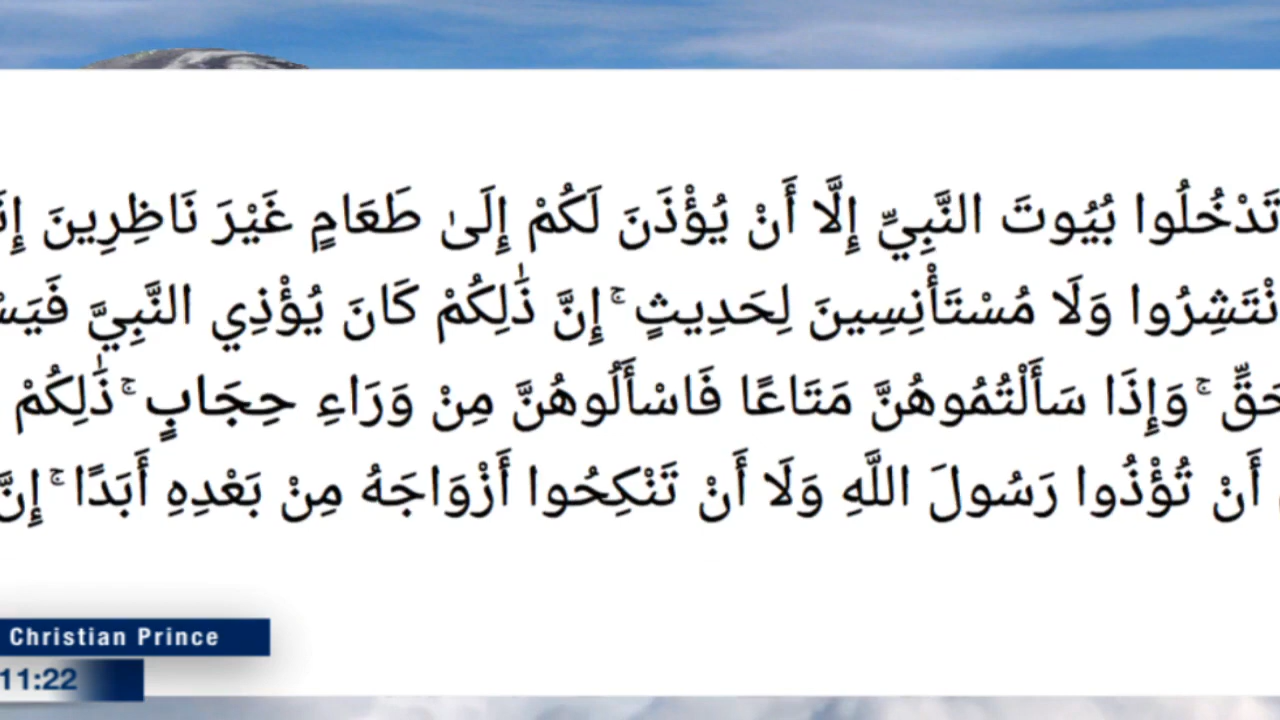 تَدْخُلُوا بُيُوتَ النَّبِيِّ إِلَّا أَنْ يُؤْذَنَ لَكُمْ إِلَىٰ طَعَامٍ غَيْرَ نَاظِرِينَ
نْتَشِرُوا وَلَا مُسْتَأْنِسِينَ لِحَدِيثٍ ۚ إِنَّ ذَٰلِكُمْ كَانَ يُؤْذِي النَّبِيَّ
حَقِّ ۚ وَإِذَا سَأَلْتُمُوهُنَّ مَتَاعًا فَاسْأَلُوهُنَّ مِنْ وَرَاءِ حِجَابٍ ۚ ذَٰلِكُمْ
أَنْ تُؤْذُوا رَسُولَ اللَّهِ وَلَا أَنْ تَنْكِحُوا أَزْوَاجَهُ مِنْ بَعْدِهِ أَبَدًا ۚ إِنَّ
Christian Prince
11:22